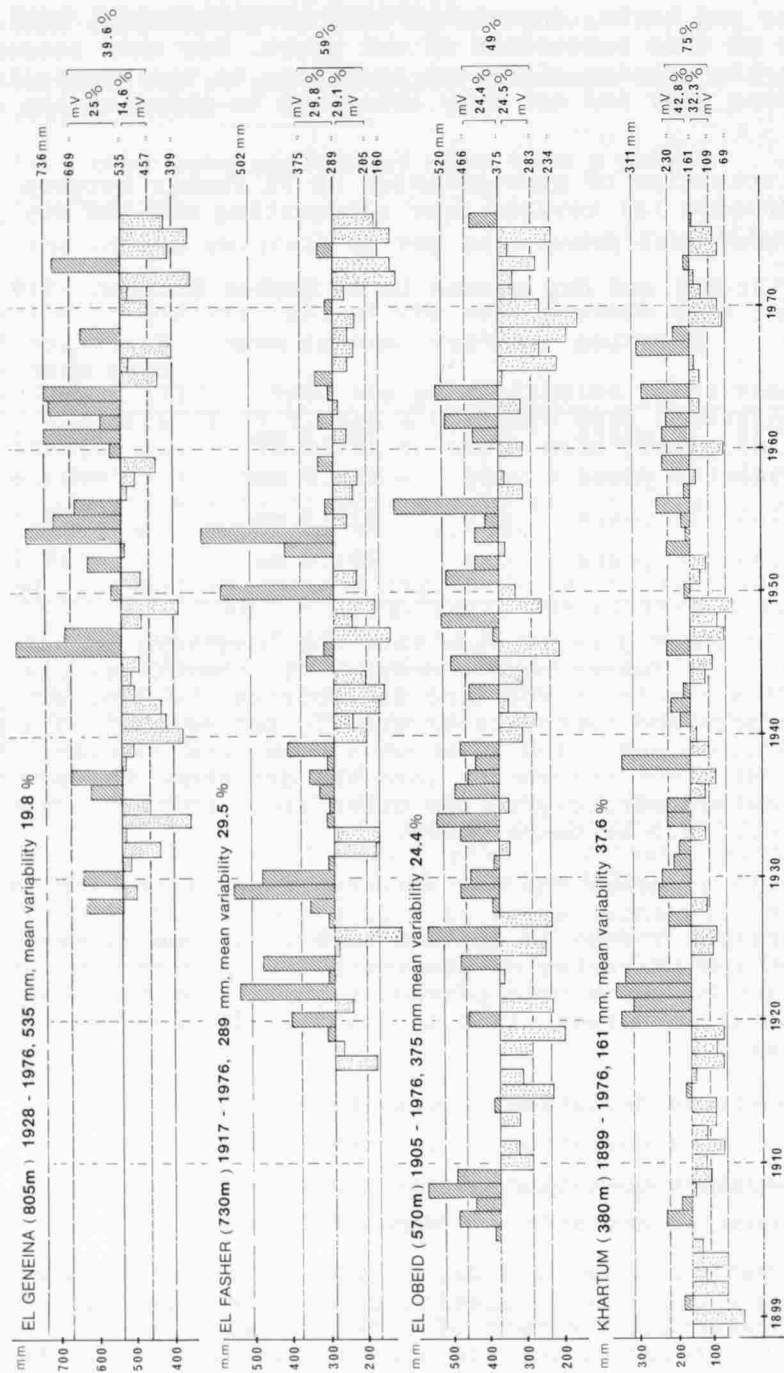 EL GENEINA (805m) 1928 - 1976, 535 mm, mean variability 19.8 %
mm
700
600
500
400
736 mm
669 "
535 "
457 "
399 "
mV
25%
14.6%
mV
39.6%
EL FASHER (730m) 1917 - 1976, 289 mm, mean variability 29.5 %
mm
500
400
300
200
502 mm
375 "
289 "
205 "
160 "
mV
29.8%
29.1%
mV
59%
EL OBEID (570m) 1905 - 1976, 375 mm, mean variability 24.4 %
mm
500
400
300
200
520 mm
466 "
375 "
283 "
234 "
mV
24.4%
24.5%
mV
49%
KHARTUM (380m) 1899 - 1976, 161 mm, mean variability 37.6 %
mm
300
200
100
311 mm
230 "
161 "
109 "
69 "
mV
42.8%
32.3%
mV
75%
1899
1910
1920
1930
1940
1950
1960
1970